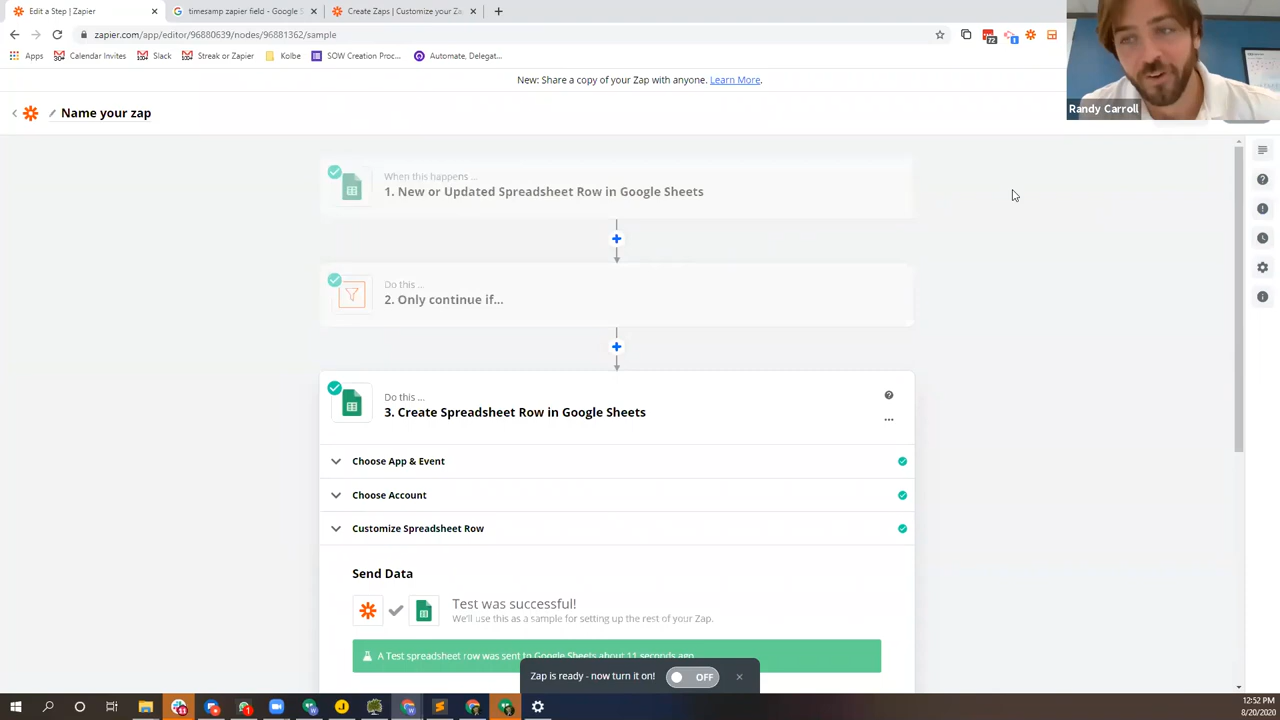 Edit a Step | Zapier
timesamp zapier field - Google S
Create Zaps | Customize your Za
zapier.com/app/editor/96880639/nodes/96881362/sample
72
1
Apps
Calendar Invites
Slack
Streak or Zapier
Kolbe
SOW Creation Proc...
Automate, Delegat...
New: Share a copy of your Zap with anyone. Learn More.
Randy Carroll
Name your zap
When this happens ...
1. New or Updated Spreadsheet Row in Google Sheets
Do this ...
2. Only continue if...
Do this ...
3. Create Spreadsheet Row in Google Sheets
Choose App & Event
Choose Account
Customize Spreadsheet Row
Send Data
Test was successful!
We'll use this as a sample for setting up the rest of your Zap.
A Test spreadsheet row was sent to Google Sheets about 11 seconds ago
Zap is ready - now turn it on!
OFF
12:52 PM
8/20/2020